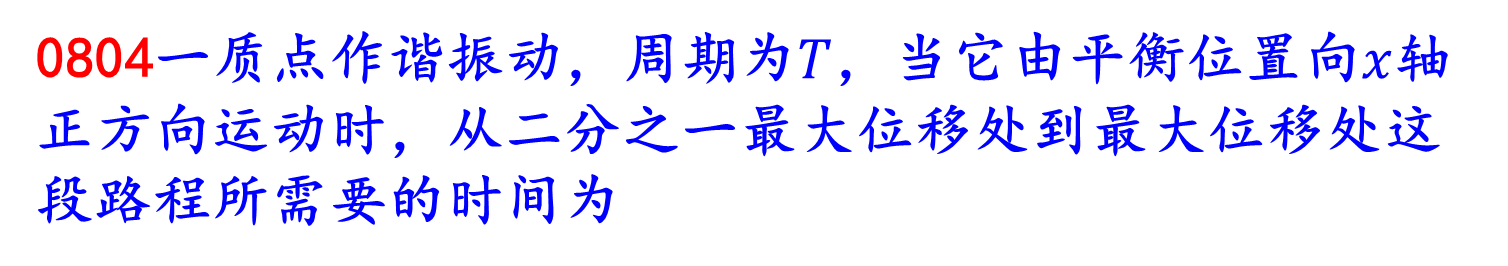 0804一质点作谐振动，周期为T，当它由平衡位置向x轴
正方向运动时，从二分之一最大位移处到最大位移处这
段路程所需要的时间为